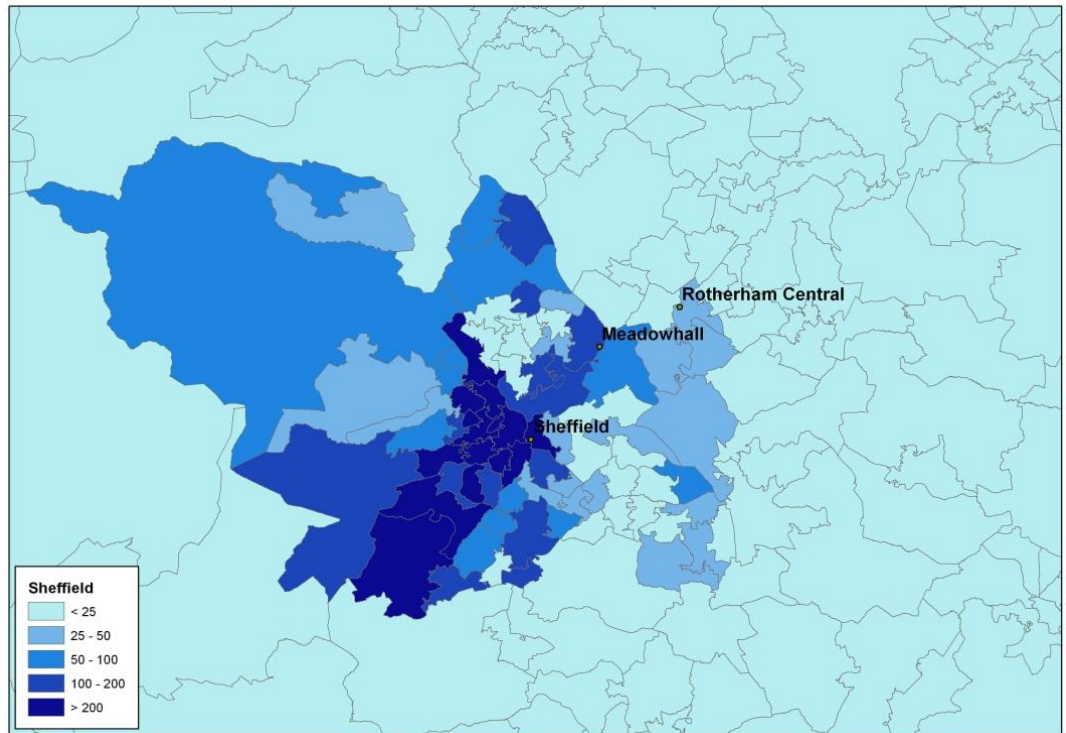 Rotherham Central
Meadowhall
Sheffield
Sheffield
< 25
25 - 50
50 - 100
100 - 200
> 200